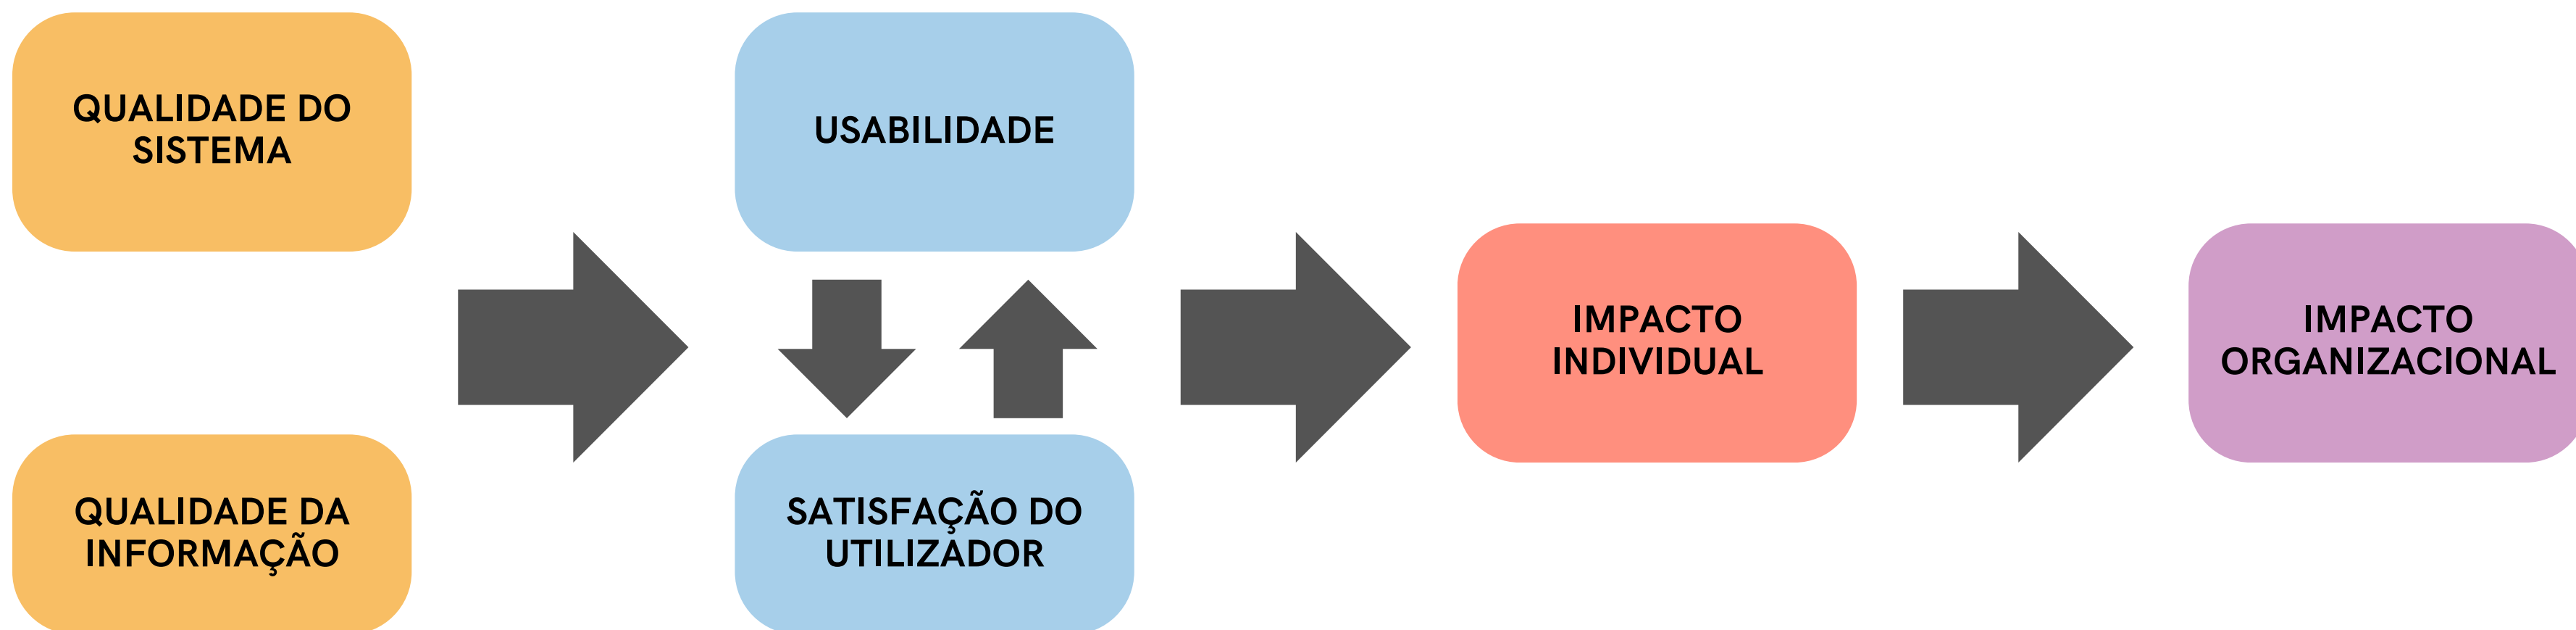 QUALIDADE DO
SISTEMA
USABILIDADE
IMPACTO
INDIVIDUAL
IMPACTO
ORGANIZACIONAL
QUALIDADE DA
INFORMAÇÃO
SATISFAÇÃO DO
UTILIZADOR